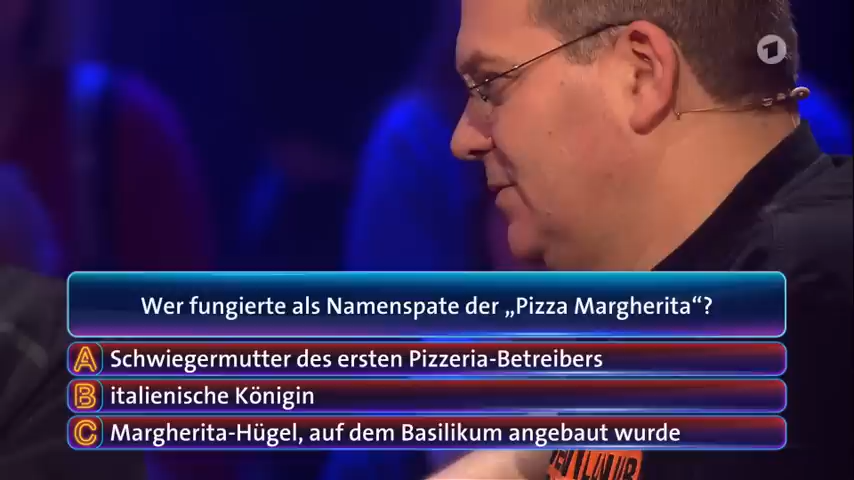 1
Wer fungierte als Namenspate der „Pizza Margherita“?
A Schwiegermutter des ersten Pizzeria-Betreibers
B italienische Königin
C Margherita-Hügel, auf dem Basilikum angebaut wurde